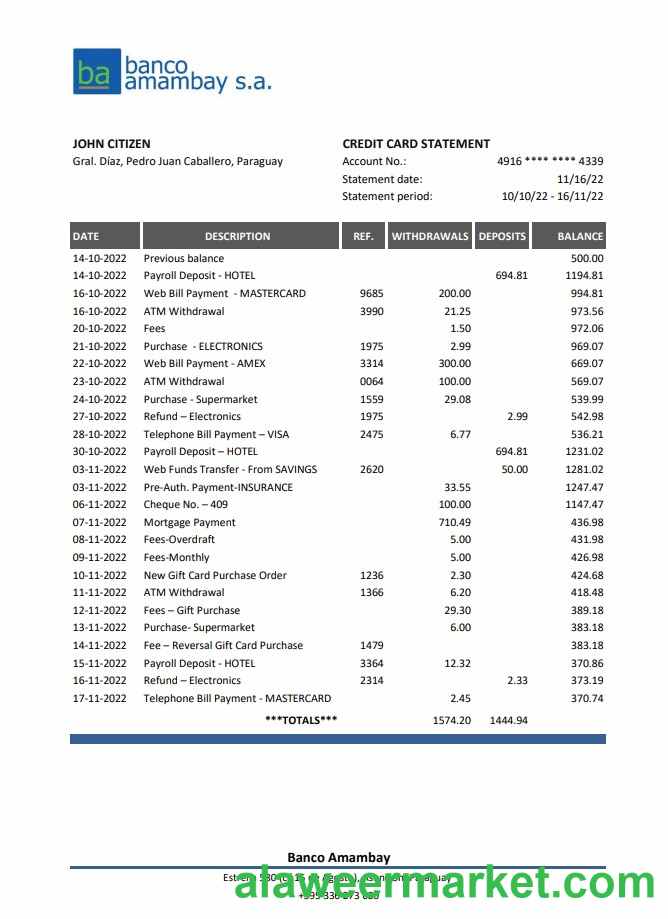 ba banco
amambay s.a.
JOHN CITIZEN CREDIT CARD STATEMENT
Gral. Díaz, Pedro Juan Caballero, Paraguay Account No.: 4916 **** **** 4339
Statement date: 11/16/22
Statement period: 10/10/22 - 16/11/22
DATE DESCRIPTION REF. WITHDRAWALS DEPOSITS BALANCE
14-10-2022 Previous balance 500.00
14-10-2022 Payroll Deposit - HOTEL 694.81 1194.81
16-10-2022 Web Bill Payment - MASTERCARD 9685 200.00 994.81
16-10-2022 ATM Withdrawal 3990 21.25 973.56
20-10-2022 Fees 1.50 972.06
21-10-2022 Purchase - ELECTRONICS 1975 2.99 969.07
22-10-2022 Web Bill Payment - AMEX 3314 300.00 669.07
23-10-2022 ATM Withdrawal 0064 100.00 569.07
24-10-2022 Purchase - Supermarket 1559 29.08 539.99
27-10-2022 Refund – Electronics 1975 2.99 542.98
28-10-2022 Telephone Bill Payment – VISA 2475 6.77 536.21
30-10-2022 Payroll Deposit – HOTEL 694.81 1231.02
03-11-2022 Web Funds Transfer - From SAVINGS 2620 50.00 1281.02
03-11-2022 Pre-Auth. Payment-INSURANCE 33.55 1247.47
06-11-2022 Cheque No. – 409 100.00 1147.47
07-11-2022 Mortgage Payment 710.49 436.98
08-11-2022 Fees-Overdraft 5.00 431.98
09-11-2022 Fees-Monthly 5.00 426.98
10-11-2022 New Gift Card Purchase Order 1236 2.30 424.68
11-11-2022 ATM Withdrawal 1366 6.20 418.48
12-11-2022 Fees – Gift Purchase 29.30 389.18
13-11-2022 Purchase- Supermarket 6.00 383.18
14-11-2022 Fee – Reversal Gift Card Purchase 1479 383.18
15-11-2022 Payroll Deposit - HOTEL 3364 12.32 370.86
16-11-2022 Refund – Electronics 2314 2.33 373.19
17-11-2022 Telephone Bill Payment - MASTERCARD 2.45 370.74
***TOTALS*** 1574.20 1444.94
Banco Amambay
alaweermarket.com